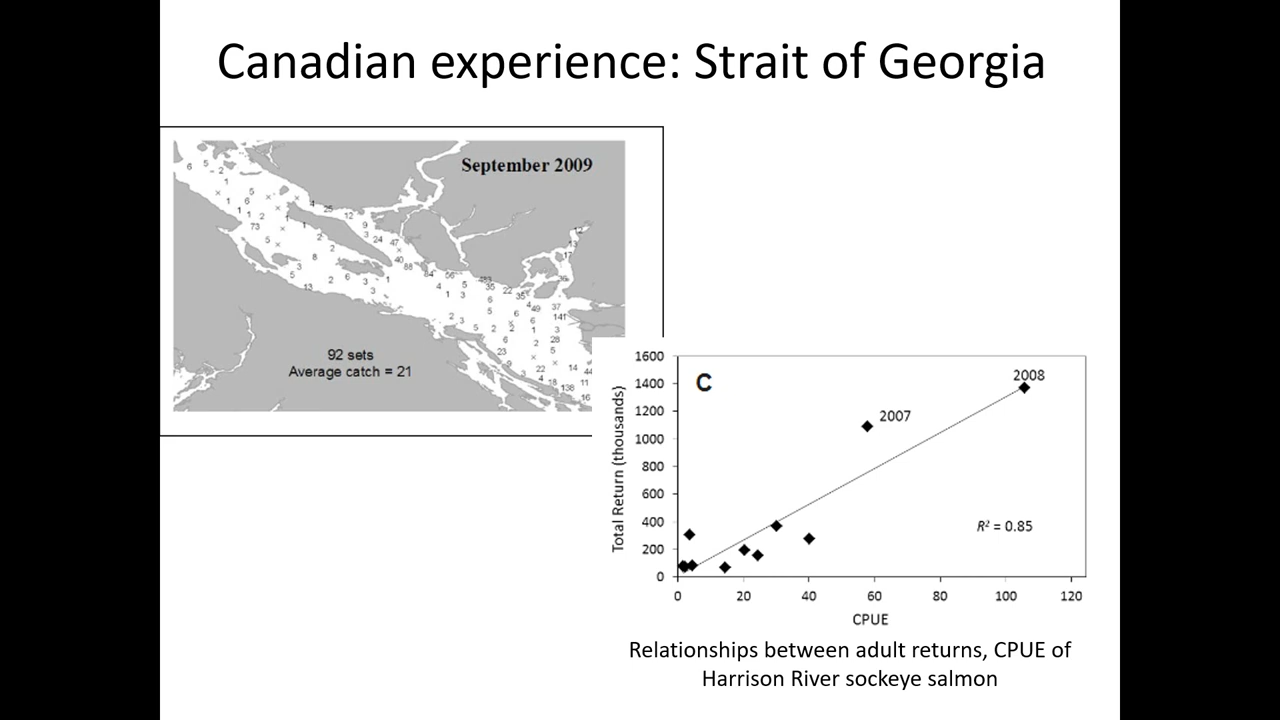 Canadian experience: Strait of Georgia
September 2009
92 sets
Average catch = 21
C
2008
2007
R² = 0.85
Total Return (thousands)
1600
1400
1200
1000
800
600
400
200
0
0 20 40 60 80 100 120
CPUE
Relationships between adult returns, CPUE of
Harrison River sockeye salmon